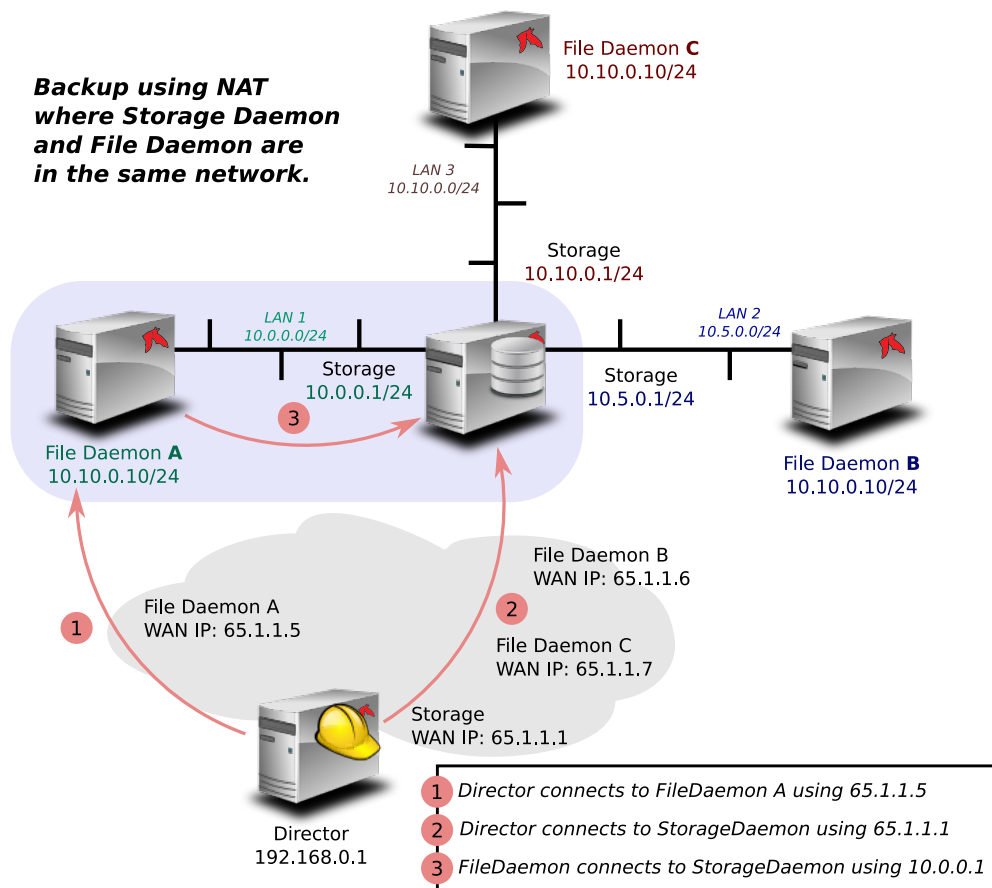 Backup using NAT
where Storage Daemon
and File Daemon are
in the same network.
File Daemon C
10.10.0.10/24
LAN 3
10.10.0.0/24
Storage
10.10.0.1/24
LAN 1
10.0.0.0/24
Storage
10.0.0.1/24
LAN 2
10.5.0.0/24
Storage
10.5.0.1/24
3
File Daemon A
10.10.0.10/24
File Daemon B
10.10.0.10/24
File Daemon B
WAN IP: 65.1.1.6
1
File Daemon A
WAN IP: 65.1.1.5
2
File Daemon C
WAN IP: 65.1.1.7
Storage
WAN IP: 65.1.1.1
Director
192.168.0.1
1 Director connects to FileDaemon A using 65.1.1.5
2 Director connects to StorageDaemon using 65.1.1.1
3 FileDaemon connects to StorageDaemon using 10.0.0.1